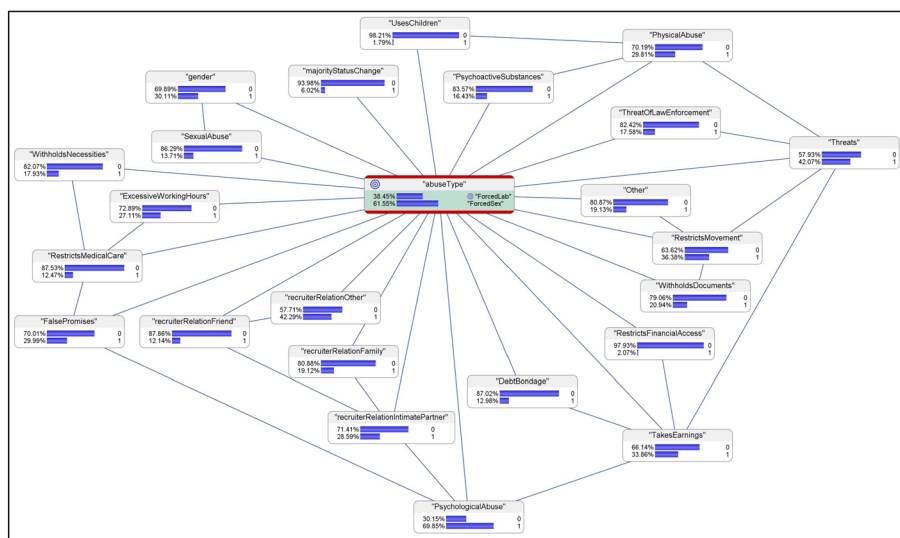 "UsesChildren"
98.21% 0
1.79% 1
"PhysicalAbuse"
70.19% 0
29.81% 1
"majorityStatusChange"
93.98% 0
6.02% 1
"PsychoactiveSubstances"
83.57% 0
16.43% 1
"gender"
69.89% 0
30.11% 1
"ThreatOfLawEnforcement"
82.42% 0
17.58% 1
"SexualAbuse"
86.29% 0
13.71% 1
"Threats"
57.93% 0
42.07% 1
"WithholdsNecessities"
82.07% 0
17.93% 1
"abuseType"
38.45% "ForcedLab"
61.55% "ForcedSex"
"ExcessiveWorkingHours"
72.89% 0
27.11% 1
"Other"
80.87% 0
19.13% 1
"RestrictsMovement"
63.62% 0
36.38% 1
"RestrictsMedicalCare"
87.53% 0
12.47% 1
"WithholdsDocuments"
79.06% 0
20.94% 1
"recruiterRelationOther"
57.71% 0
42.29% 1
"FalsePromises"
70.01% 0
29.99% 1
"recruiterRelationFriend"
87.86% 0
12.14% 1
"RestrictsFinancialAccess"
97.93% 0
2.07% 1
"recruiterRelationFamily"
80.88% 0
19.12% 1
"DebtBondage"
87.02% 0
12.98% 1
"recruiterRelationIntimatePartner"
71.41% 0
28.59% 1
"TakesEarnings"
66.14% 0
33.86% 1
"PsychologicalAbuse"
30.15% 0
69.85% 1